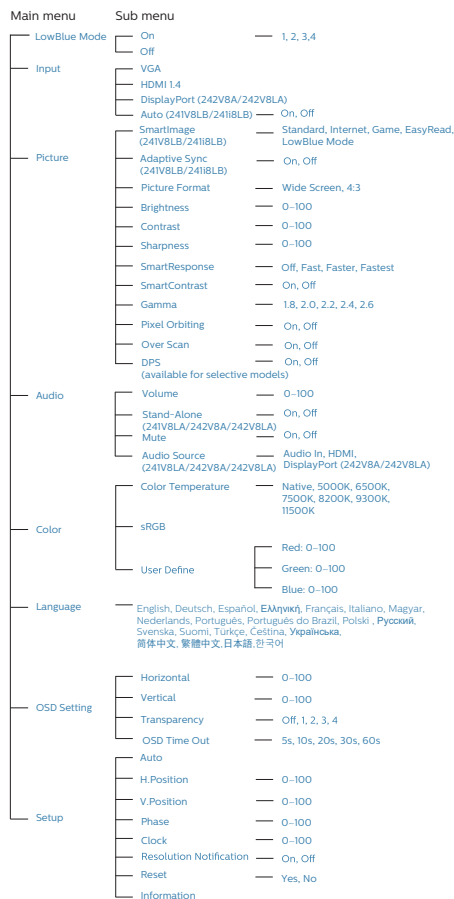 Main menu Sub menu
LowBlue Mode On 1, 2, 3,4
Off
Input VGA
HDMI 1.4
DisplayPort (242V8A/242V8LA)
Auto (241V8LB/241i8LB) On, Off
SmartImage Standard, Internet, Game, EasyRead,
(241V8LB/241i8LB) LowBlue Mode
Picture Adaptive Sync On, Off
(241V8LB/241i8LB)
Picture Format Wide Screen, 4:3
Brightness 0-100
Contrast 0-100
Sharpness 0-100
SmartResponse Off, Fast, Faster, Fastest
SmartContrast On, Off
Gamma 1.8, 2.0, 2.2, 2.4, 2.6
Pixel Orbiting On, Off
Over Scan On, Off
DPS On, Off
(available for selective models)
Audio Volume 0-100
Stand-Alone On, Off
(241V8LA/242V8A/242V8LA)
Mute On, Off
Audio Source Audio In, HDMI,
(241V8LA/242V8A/242V8LA) DisplayPort (242V8A/242V8LA)
Color Temperature Native, 5000K, 6500K,
7500K, 8200K, 9300K,
11500K
Color sRGB
Red: 0-100
User Define Green: 0-100
Blue: 0-100
Language English, Deutsch, Español, Ελληνική, Français, Italiano, Magyar,
Nederlands, Português, Português do Brazil, Polski , Русский,
Svenska, Suomi, Türkçe, Čeština, Українська,
简体中文, 繁體中文,日本語,한국어
Horizontal 0-100
Vertical 0-100
OSD Setting Transparency Off, 1, 2, 3, 4
OSD Time Out 5s, 10s, 20s, 30s, 60s
Auto
H.Position 0-100
V.Position 0-100
Setup Phase 0-100
Clock 0-100
Resolution Notification On, Off
Reset Yes, No
Information